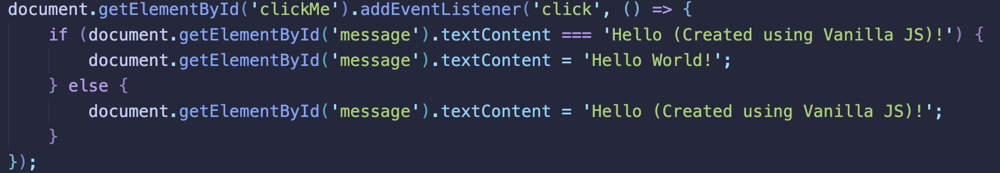 document.getElementById('clickMe').addEventListener('click', () => {
    if (document.getElementById('message').textContent === 'Hello (Created using Vanilla JS)!') {
        document.getElementById('message').textContent = 'Hello World!';
    } else {
        document.getElementById('message').textContent = 'Hello (Created using Vanilla JS)!';
    }
});